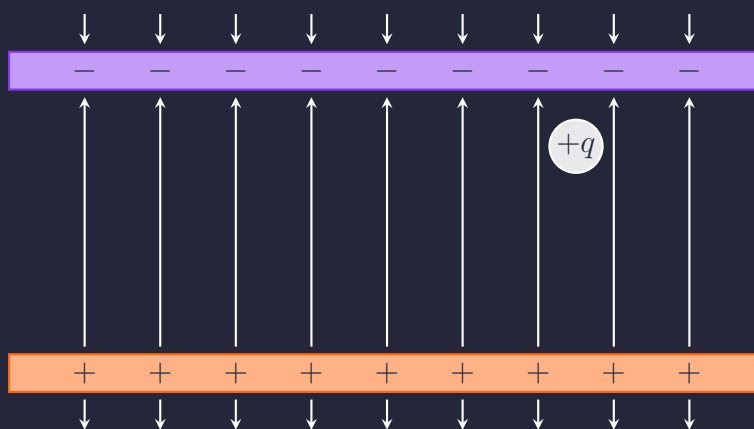 − − − − − − − − −
+q
+ + + + + + + + +